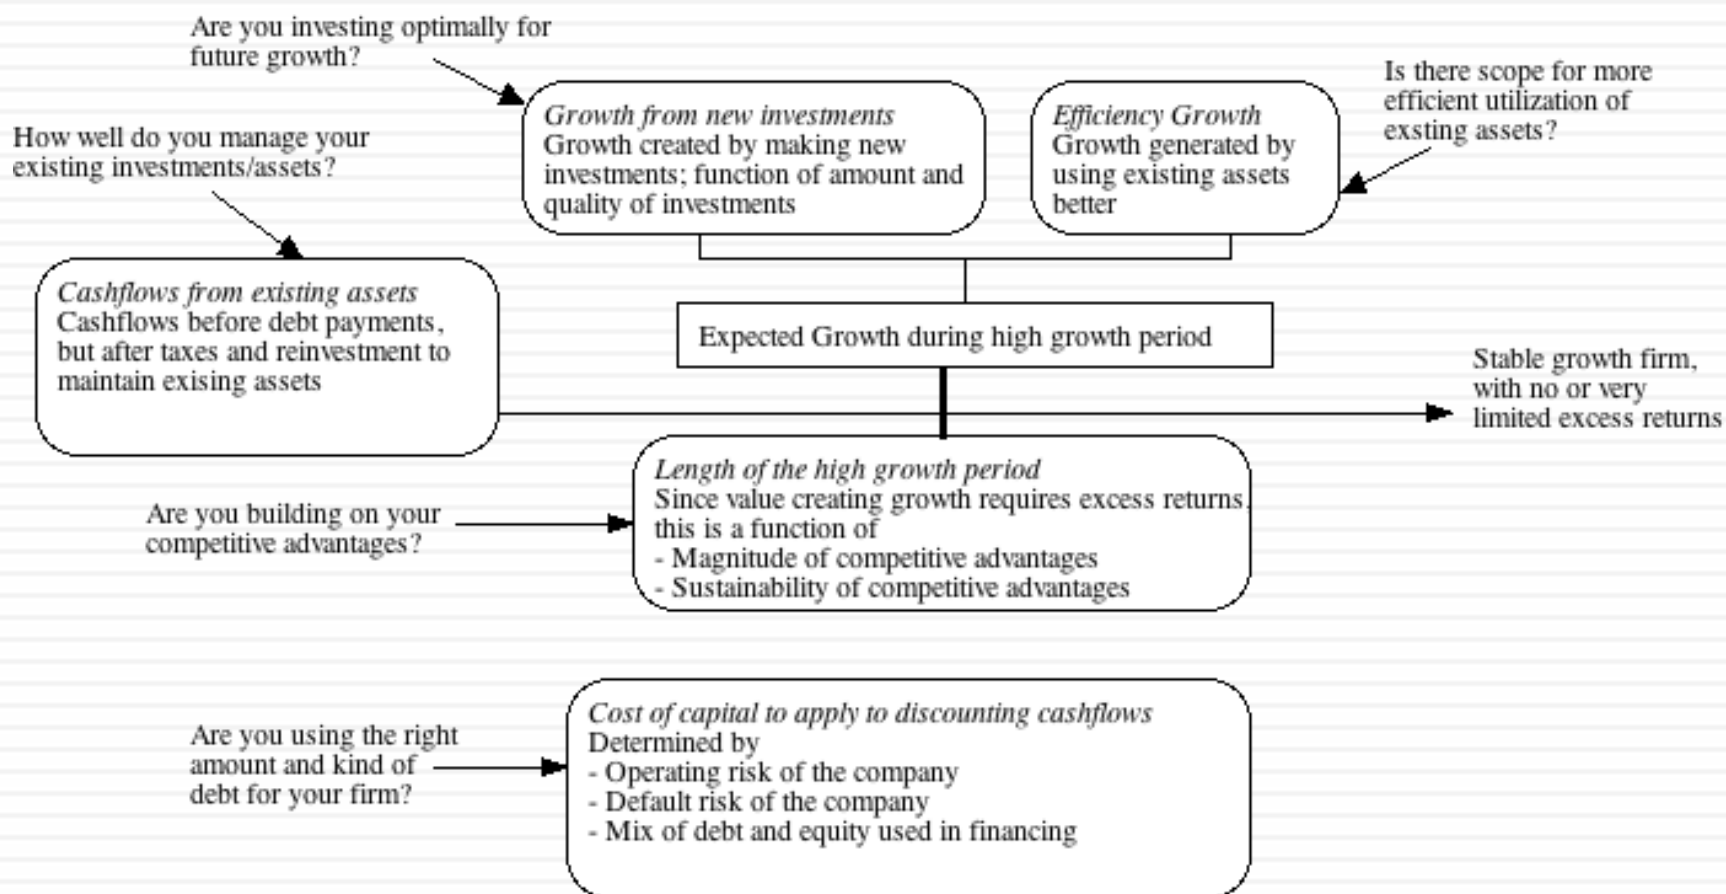 Are you investing optimally for
future growth?
Is there scope for more
efficient utilization of
exsting assets?
Growth from new investments
Growth created by making new
investments; function of amount and
quality of investments
Efficiency Growth
Growth generated by
using existing assets
better
How well do you manage your
existing investments/assets?
Cashflows from existing assets
Cashflows before debt payments,
but after taxes and reinvestment to
maintain exising assets
Expected Growth during high growth period
Stable growth firm,
with no or very
limited excess returns
Length of the high growth period
Since value creating growth requires excess returns,
this is a function of
- Magnitude of competitive advantages
- Sustainability of competitive advantages
Are you building on your
competitive advantages?
Cost of capital to apply to discounting cashflows
Determined by
- Operating risk of the company
- Default risk of the company
- Mix of debt and equity used in financing
Are you using the right
amount and kind of
debt for your firm?